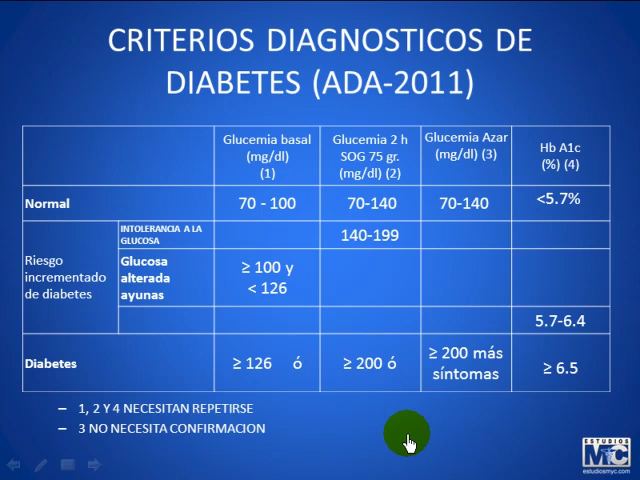 CRITERIOS DIAGNOSTICOS DE
DIABETES (ADA-2011)
Glucemia basal
(mg/dl)
(1)
Glucemia 2 h
SOG 75 gr.
(mg/dl) (2)
Glucemia Azar
(mg/dl) (3)
Hb A1c
(%) (4)
Normal
70 - 100
70-140
70-140
<5.7%
Riesgo
incrementado
de diabetes
INTOLERANCIA A LA
GLUCOSA
140-199
Glucosa
alterada
ayunas
≥ 100 y
< 126
5.7-6.4
Diabetes
≥ 126 ó
≥ 200 ó
≥ 200 más
síntomas
≥ 6.5
– 1, 2 Y 4 NECESITAN REPETIRSE
– 3 NO NECESITA CONFIRMACION
ESTUDIOS
MYC
estudiosmyc.com